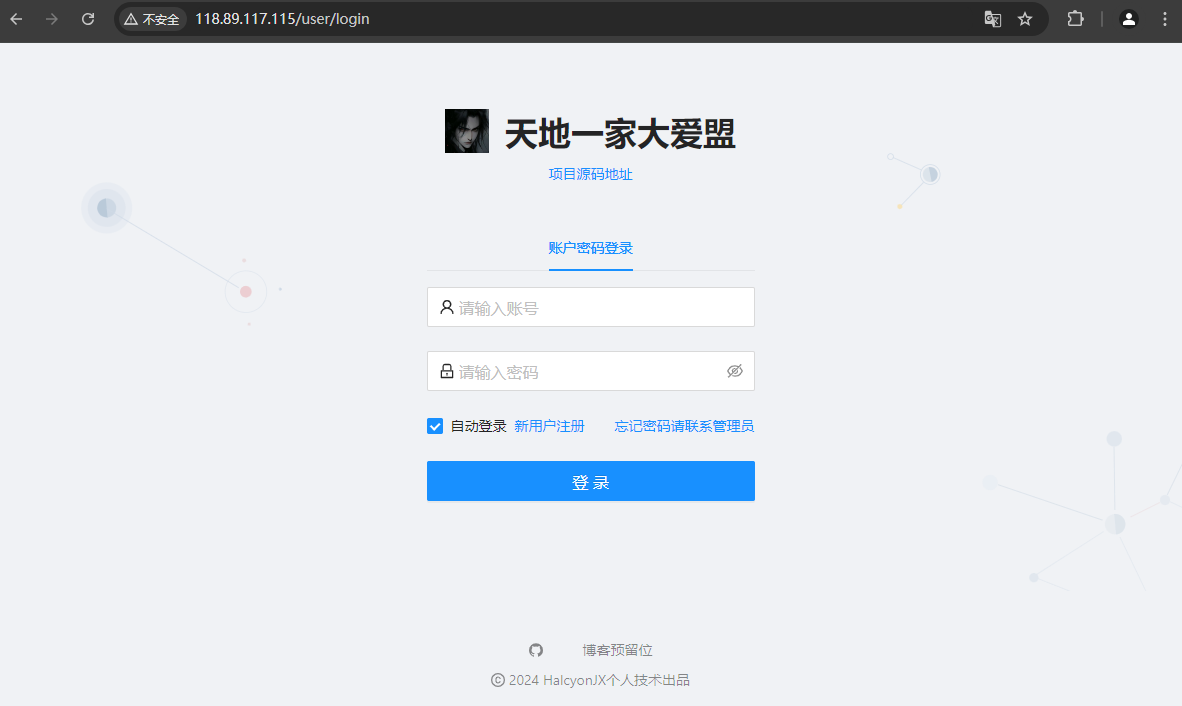 不安全 118.89.117.115/user/login
天地一家大爱盟
项目源码地址
账户密码登录
请输入账号
请输入密码
自动登录 新用户注册 忘记密码请联系管理员
登 录
博客预留位
© 2024 HalcyonJX个人技术出品